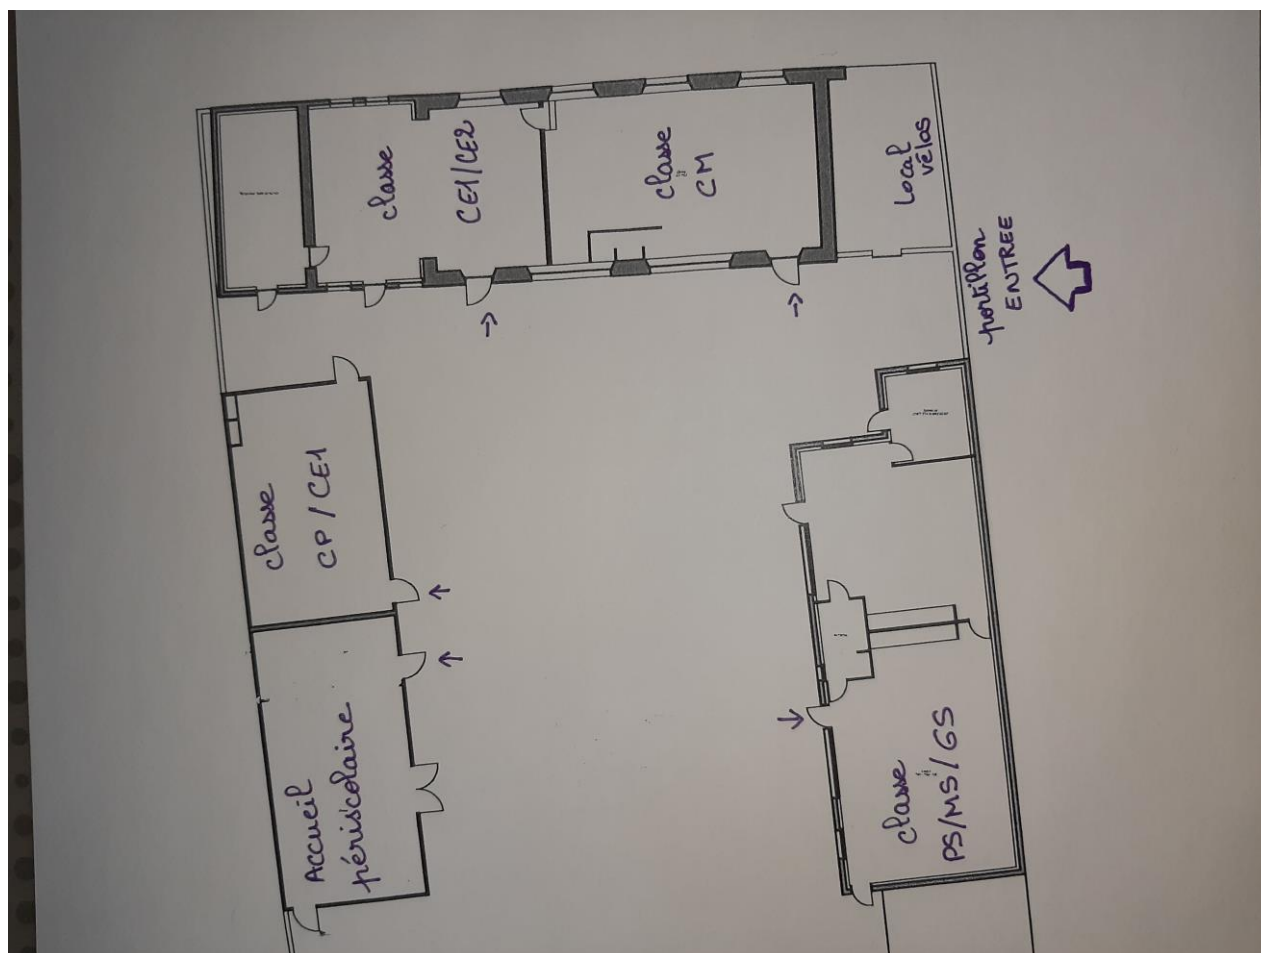 classe
CE1/CE2
classe
CM
Local
vélos
portillon
ENTREE
classe
CP / CE1
Accueil
périscolaire
classe
PS/MS/GS